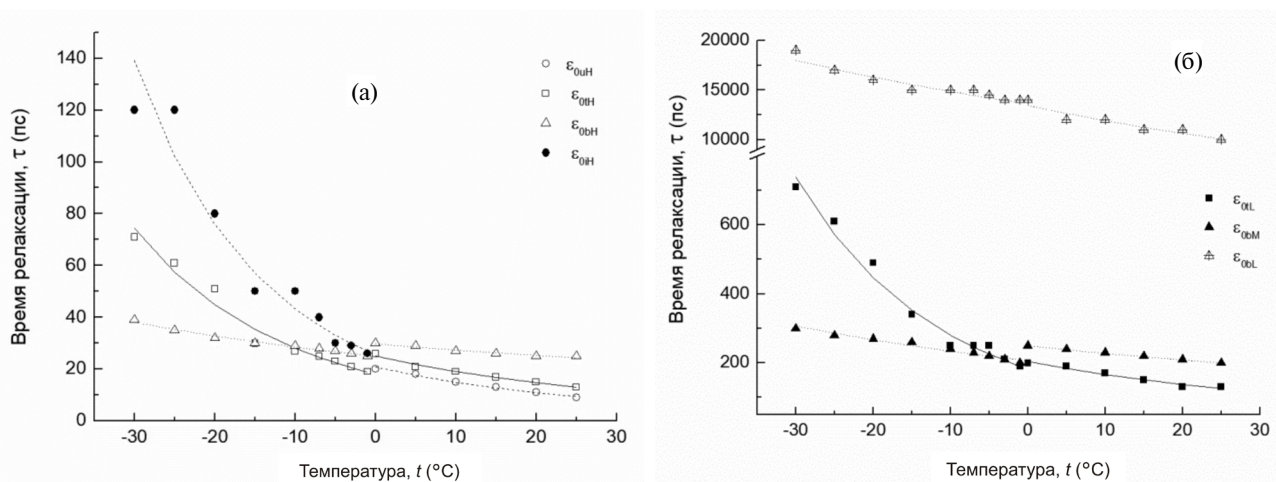 140
120
100
80
60
40
20
0
Время релаксации, τ (пс)
(а)
ε0uH
ε0tH
ε0bH
ε0iH
-30 -20 -10 0 10 20 30
Температура, t (°C)
20000
15000
10000
600
400
200
Время релаксации, τ (пс)
(б)
ε0tL
ε0bM
ε0bL
-30 -20 -10 0 10 20 30
Температура, t (°C)